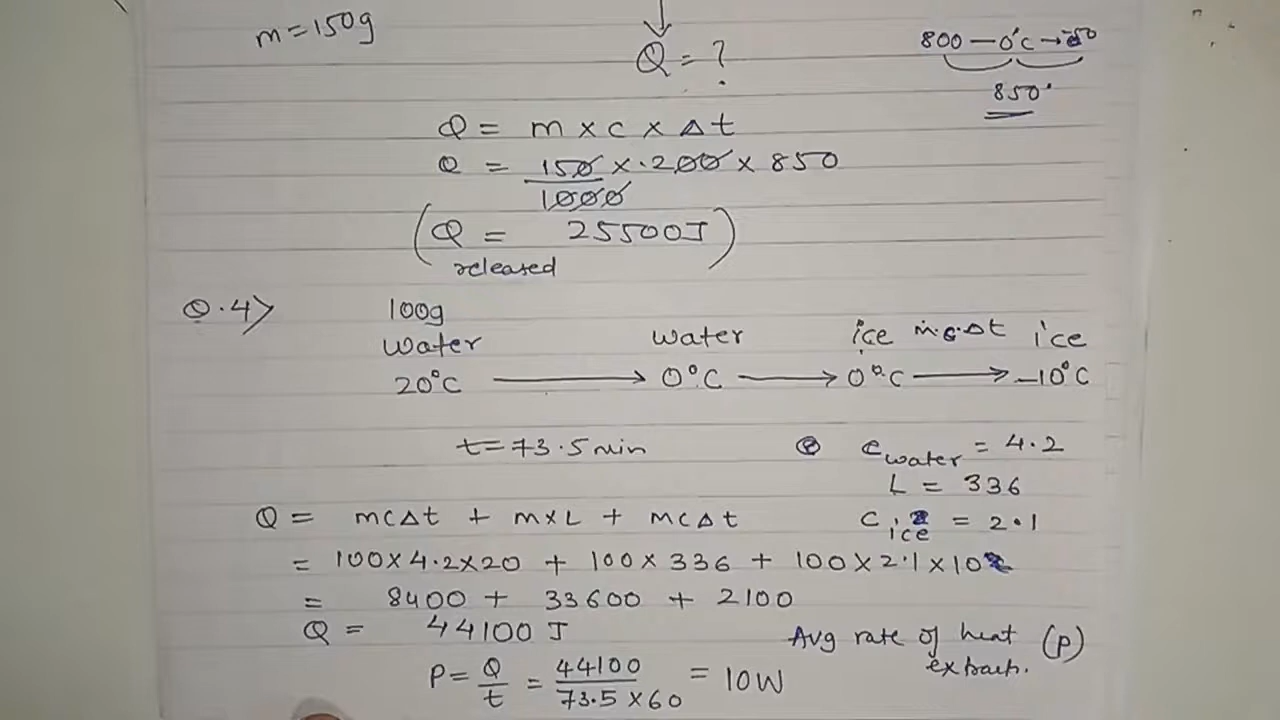 m=150g
Q = ?
800 — 0°C → -50
850°
Q = m × c × Δt
Q = 150 × 200 × 850
1000
(Q = 25500J)
released
Q.4>
100g
water water ice m.c.Δt ice
20°C → 0°C → 0°C → -10°C
t = 73.5 min
c water = 4.2
L = 336
Q = mcΔt + m×L + mcΔt
c ice = 2.1
= 100×4.2×20 + 100×336 + 100×2.1×10
= 8400 + 33600 + 2100
Q = 44100 J
Avg rate of heat (P)
extrach.
P = Q/t = 44100/73.5×60 = 10W